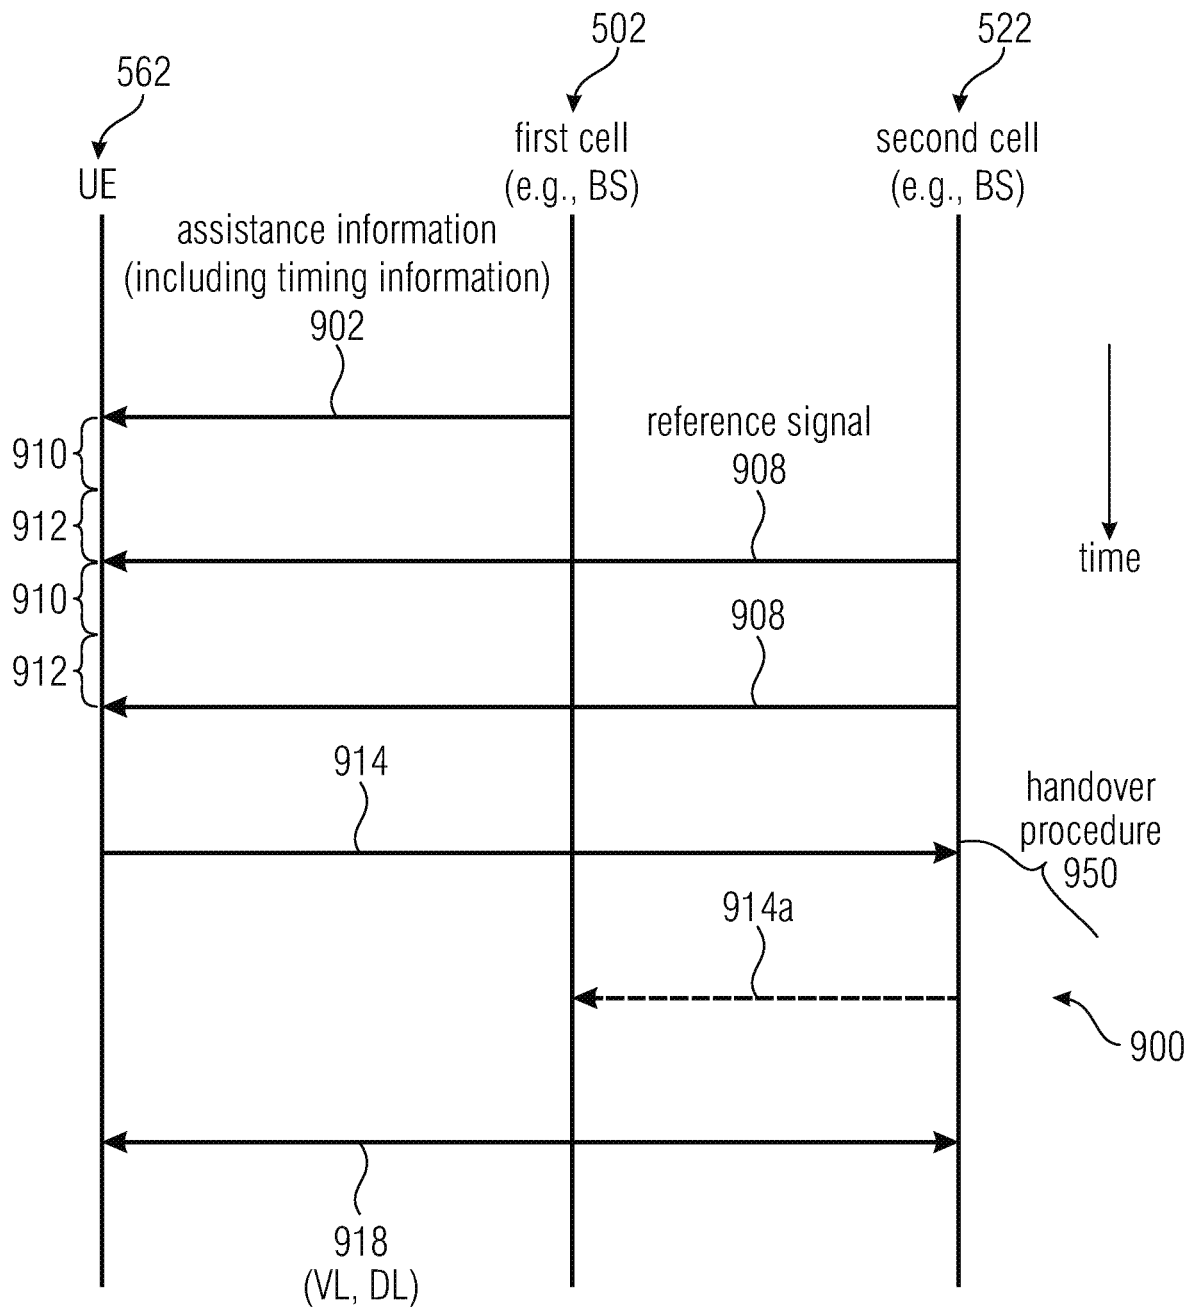 502
522
562
first cell
(e.g., BS)
second cell
(e.g., BS)
UE
assistance information
(including timing information)
902
reference signal
908
910
912
time
910
908
912
914
handover
procedure
950
914a
900
918
(VL, DL)